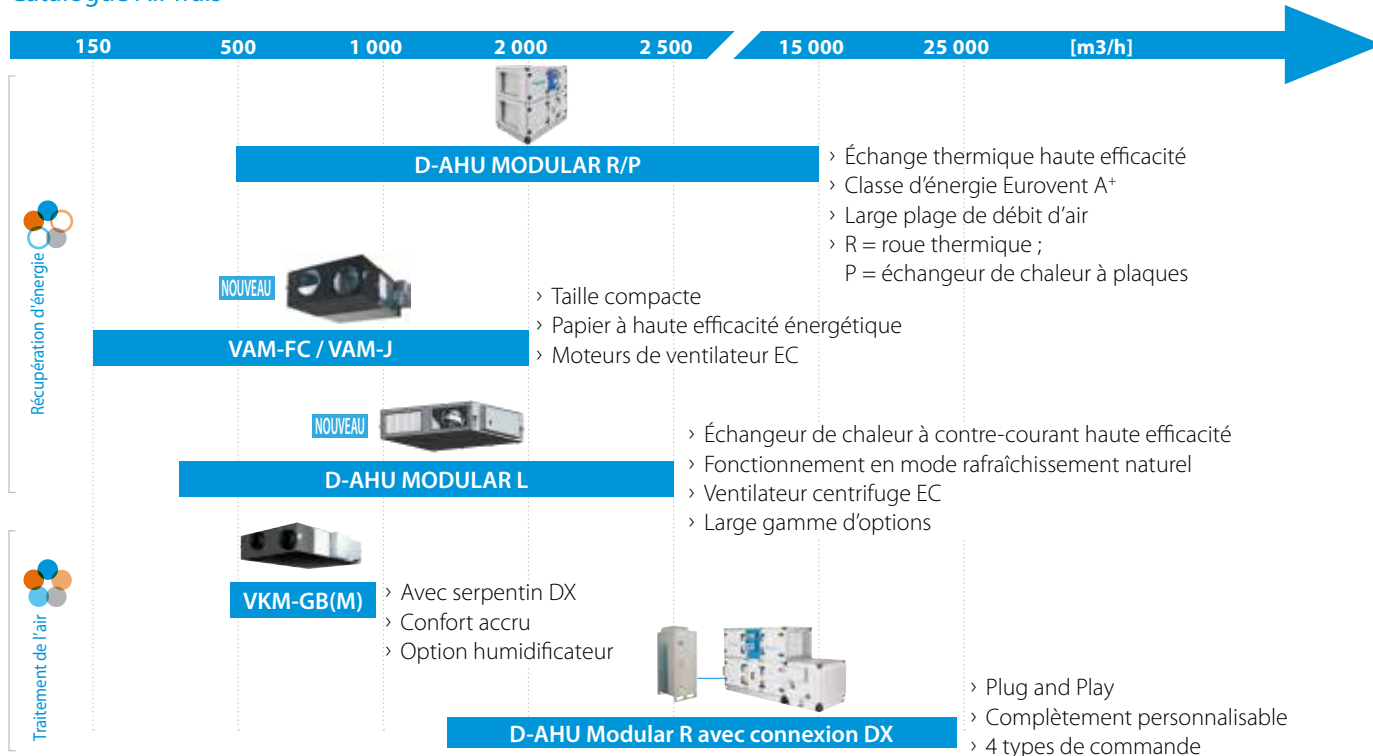 150 500 1 000 2 000 2 500 15 000 25 000 [m3/h]
Récupération d'énergie
D-AHU MODULAR R/P
› Échange thermique haute efficacité
› Classe d'énergie Eurovent A+
› Large plage de débit d'air
› R = roue thermique ;
P = échangeur de chaleur à plaques
NOUVEAU
VAM-FC / VAM-J
› Taille compacte
› Papier à haute efficacité énergétique
› Moteurs de ventilateur EC
NOUVEAU
D-AHU MODULAR L
› Échangeur de chaleur à contre-courant haute efficacité
› Fonctionnement en mode rafraîchissement naturel
› Ventilateur centrifuge EC
› Large gamme d'options
Traitement de l'air
VKM-GB(M)
› Avec serpentin DX
› Confort accru
› Option humidificateur
D-AHU Modular R avec connexion DX
› Plug and Play
› Complètement personnalisable
› 4 types de commande